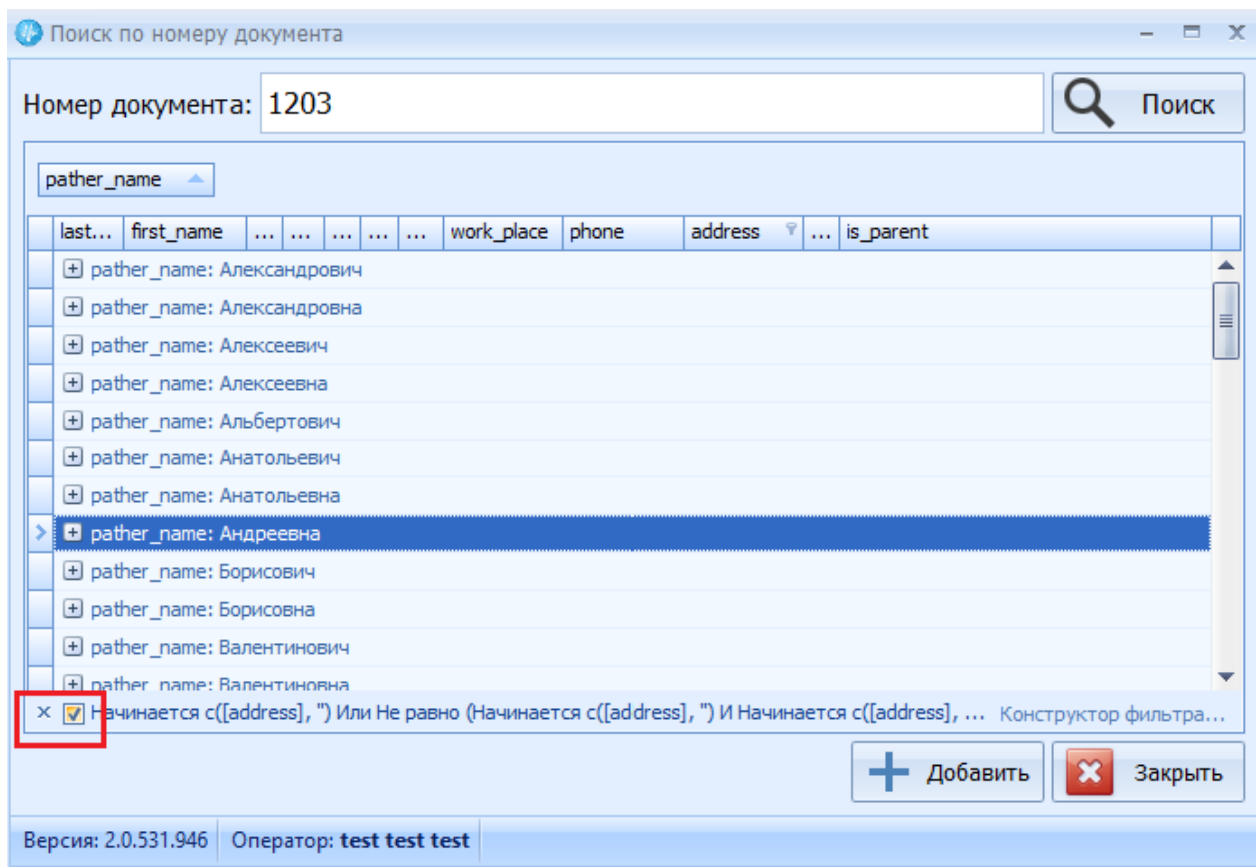 Поиск по номеру документа
Номер документа: 1203 Поиск
pather_name
last... first_name ... ... ... ... ... work_place phone address ... is_parent
pather_name: Александрович
pather_name: Александровна
pather_name: Алексеевич
pather_name: Алексеевна
pather_name: Альбертович
pather_name: Анатольевич
pather_name: Анатольевна
pather_name: Андреевна
pather_name: Борисович
pather_name: Борисовна
pather_name: Валентинович
pather_name: Валентиновна
Начинается с([address], '') Или Не равно (Начинается с([address], '') И Начинается с([address], ... Конструктор фильтра...
Добавить Закрыть
Версия: 2.0.531.946 Оператор: test test test